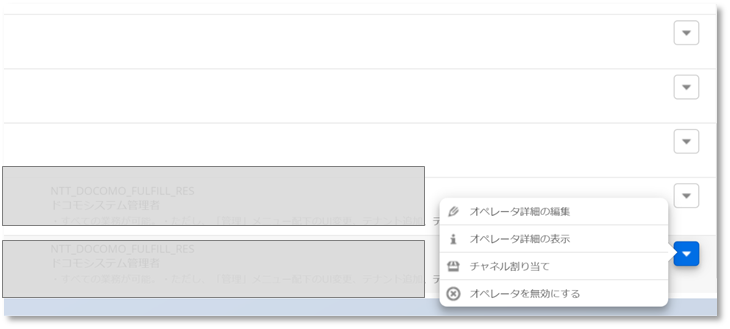 NTT_DOCOMO_FULFILL_RES
ドコモシステム管理者
オペレータ詳細の編集
NTT_DOCOMO_FULFILL_RES
オペレータ詳細の表示
ドコモシステム管理者
チャネル割り当て
オペレータを無効にする